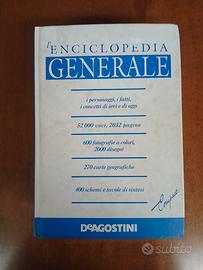 l'ENCICLOPEDIA
GENERALE
i personaggi, i fatti,
i concetti di ieri e di oggi
52 000 voci, 2032 pagine
600 fotografie a colori,
2000 disegni
270 carte geografiche
400 schemi e tavole di sintesi
Compact
DEAGOSTINI
subito